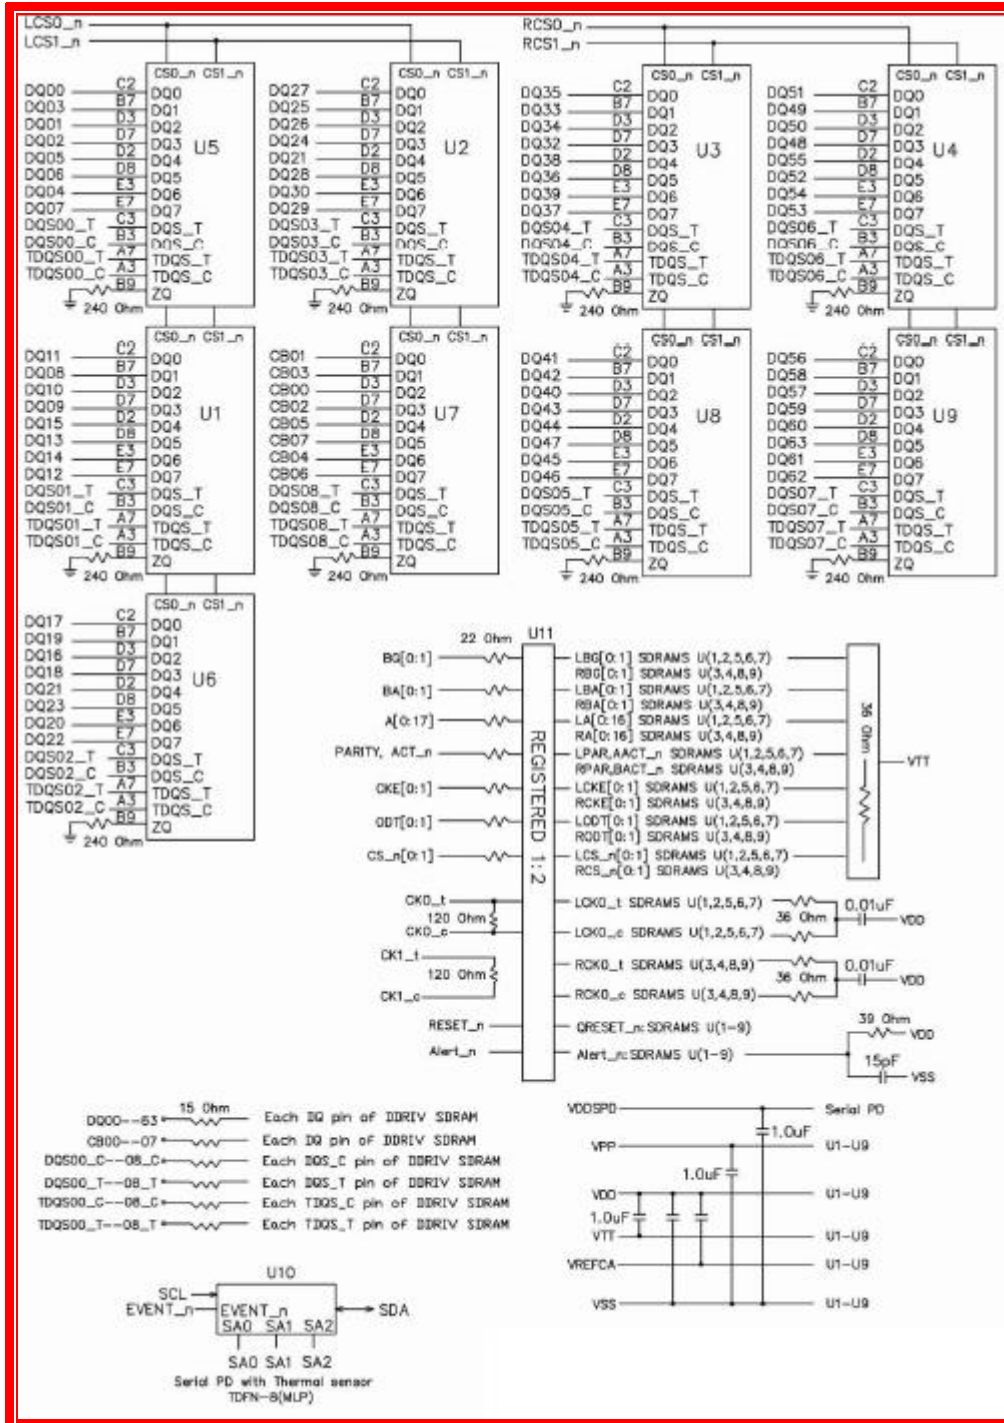 LCS0_n
LCS1_n
CS0_n CS1_n
DQ00 C2 DQ0
DQ03 B7 DQ1
DQ01 D3 DQ2
DQ02 D7 DQ3
DQ05 D2 DQ4
DQ06 D8 DQ5
DQ04 E3 DQ6
DQ07 E7 DQ7
DQS00_T C3 DQS_T
DQS00_C B3 DQS_C
TDQS00_T A7 TDQS_T
TDQS00_C A3 TDQS_C
B9 ZQ
240 Ohm
U5
CS0_n CS1_n
DQ27 C2 DQ0
DQ25 B7 DQ1
DQ26 D3 DQ2
DQ24 D7 DQ3
DQ21 D2 DQ4
DQ28 D8 DQ5
DQ30 E3 DQ6
DQ29 E7 DQ7
DQS03_T C3 DQS_T
DQS03_C B3 DQS_C
TDQS03_T A7 TDQS_T
TDQS03_C A3 TDQS_C
B9 ZQ
240 Ohm
U2
RCS0_n
RCS1_n
CS0_n CS1_n
DQ35 C2 DQ0
DQ33 B7 DQ1
DQ34 D3 DQ2
DQ32 D7 DQ3
DQ38 D2 DQ4
DQ36 D8 DQ5
DQ39 E3 DQ6
DQ37 E7 DQ7
DQS04_T C3 DQS_T
DQS04_C B3 DQS_C
TDQS04_T A7 TDQS_T
TDQS04_C A3 TDQS_C
B9 ZQ
240 Ohm
U3
CS0_n CS1_n
DQ51 C2 DQ0
DQ49 B7 DQ1
DQ50 D3 DQ2
DQ48 D7 DQ3
DQ55 D2 DQ4
DQ52 D8 DQ5
DQ54 E3 DQ6
DQ53 E7 DQ7
DQS06_T C3 DQS_T
DQS06_C B3 DQS_C
TDQS06_T A7 TDQS_T
TDQS06_C A3 TDQS_C
B9 ZQ
240 Ohm
U4
CS0_n CS1_n
DQ11 C2 DQ0
DQ08 B7 DQ1
DQ10 D3 DQ2
DQ09 D7 DQ3
DQ15 D2 DQ4
DQ13 D8 DQ5
DQ14 E3 DQ6
DQ12 E7 DQ7
DQS01_T C3 DQS_T
DQS01_C B3 DQS_C
TDQS01_T A7 TDQS_T
TDQS01_C A3 TDQS_C
B9 ZQ
240 Ohm
U1
CS0_n CS1_n
CB01 C2 DQ0
CB03 B7 DQ1
CB00 D3 DQ2
CB02 D7 DQ3
CB05 D2 DQ4
CB07 D8 DQ5
CB04 E3 DQ6
CB06 E7 DQ7
DQS08_T C3 DQS_T
DQS08_C B3 DQS_C
TDQS08_T A7 TDQS_T
TDQS08_C A3 TDQS_C
B9 ZQ
240 Ohm
U7
CS0_n CS1_n
DQ41 C2 DQ0
DQ42 B7 DQ1
DQ40 D3 DQ2
DQ43 D7 DQ3
DQ44 D2 DQ4
DQ47 D8 DQ5
DQ45 E3 DQ6
DQ46 E7 DQ7
DQS05_T C3 DQS_T
DQS05_C B3 DQS_C
TDQS05_T A7 TDQS_T
TDQS05_C A3 TDQS_C
B9 ZQ
240 Ohm
U8
CS0_n CS1_n
DQ56 C2 DQ0
DQ58 B7 DQ1
DQ57 D3 DQ2
DQ59 D7 DQ3
DQ60 D2 DQ4
DQ63 D8 DQ5
DQ61 E3 DQ6
DQ62 E7 DQ7
DQS07_T C3 DQS_T
DQS07_C B3 DQS_C
TDQS07_T A7 TDQS_T
TDQS07_C A3 TDQS_C
B9 ZQ
240 Ohm
U9
CS0_n CS1_n
DQ17 C2 DQ0
DQ19 B7 DQ1
DQ16 D3 DQ2
DQ18 D7 DQ3
DQ21 D2 DQ4
DQ23 D8 DQ5
DQ20 E3 DQ6
DQ22 E7 DQ7
DQS02_T C3 DQS_T
DQS02_C B3 DQS_C
TDQS02_T A7 TDQS_T
TDQS02_C A3 TDQS_C
B9 ZQ
240 Ohm
U6
22 Ohm U11
BG[0:1] LBG[0:1] SDRAMS U(1,2,5,6,7)
RBG[0:1] SDRAMS U(3,4,8,9)
BA[0:1] LBA[0:1] SDRAMS U(1,2,5,6,7)
RBA[0:1] SDRAMS U(3,4,8,9)
A[0:17] LA[0:16] SDRAMS U(1,2,5,6,7)
RA[0:16] SDRAMS U(3,4,8,9)
PARITY, ACT_n LPAR,AACT_n SDRAMS U(1,2,5,6,7)
RPAR,BACT_n SDRAMS U(3,4,8,9)
CKE[0:1] LCKE[0:1] SDRAMS U(1,2,5,6,7)
RCKE[0:1] SDRAMS U(3,4,8,9)
ODT[0:1] LODT[0:1] SDRAMS U(1,2,5,6,7)
RODT[0:1] SDRAMS U(3,4,8,9)
CS_n[0:1] LCS_n[0:1] SDRAMS U(1,2,5,6,7)
RCS_n[0:1] SDRAMS U(3,4,8,9)
REGISTERED 1:2
36 Ohm
VTT
CK0_t LCK0_t SDRAMS U(1,2,5,6,7)
120 Ohm 36 Ohm 0.01uF VDD
CK0_c LCK0_c SDRAMS U(1,2,5,6,7)
CK1_t RCK0_t SDRAMS U(3,4,8,9)
120 Ohm 36 Ohm 0.01uF VDD
CK1_c RCK0_c SDRAMS U(3,4,8,9)
RESET_n QRESET_n:SDRAMS U(1-9)
Alert_n Alert_n:SDRAMS U(1-9)
39 Ohm VDD
15pF VSS
15 Ohm
DQ00--63 Each DQ pin of DDRIV SDRAM
CB00--07 Each DQ pin of DDRIV SDRAM
DQS00_C--08_C Each DQS_C pin of DDRIV SDRAM
DQS00_T--08_T Each DQS_T pin of DDRIV SDRAM
TDQS00_C--08_C Each TDQS_C pin of DDRIV SDRAM
TDQS00_T--08_T Each TDQS_T pin of DDRIV SDRAM
VDDSPD Serial PD
1.0uF
VPP U1-U9
1.0uF
VDD U1-U9
1.0uF
VTT U1-U9
VREFCA U1-U9
VSS U1-U9
U10
SCL
EVENT_n EVENT_n SDA
SA0 SA1 SA2
SA0 SA1 SA2
Serial PD with Thermal sensor
TDFN-8(MLP)